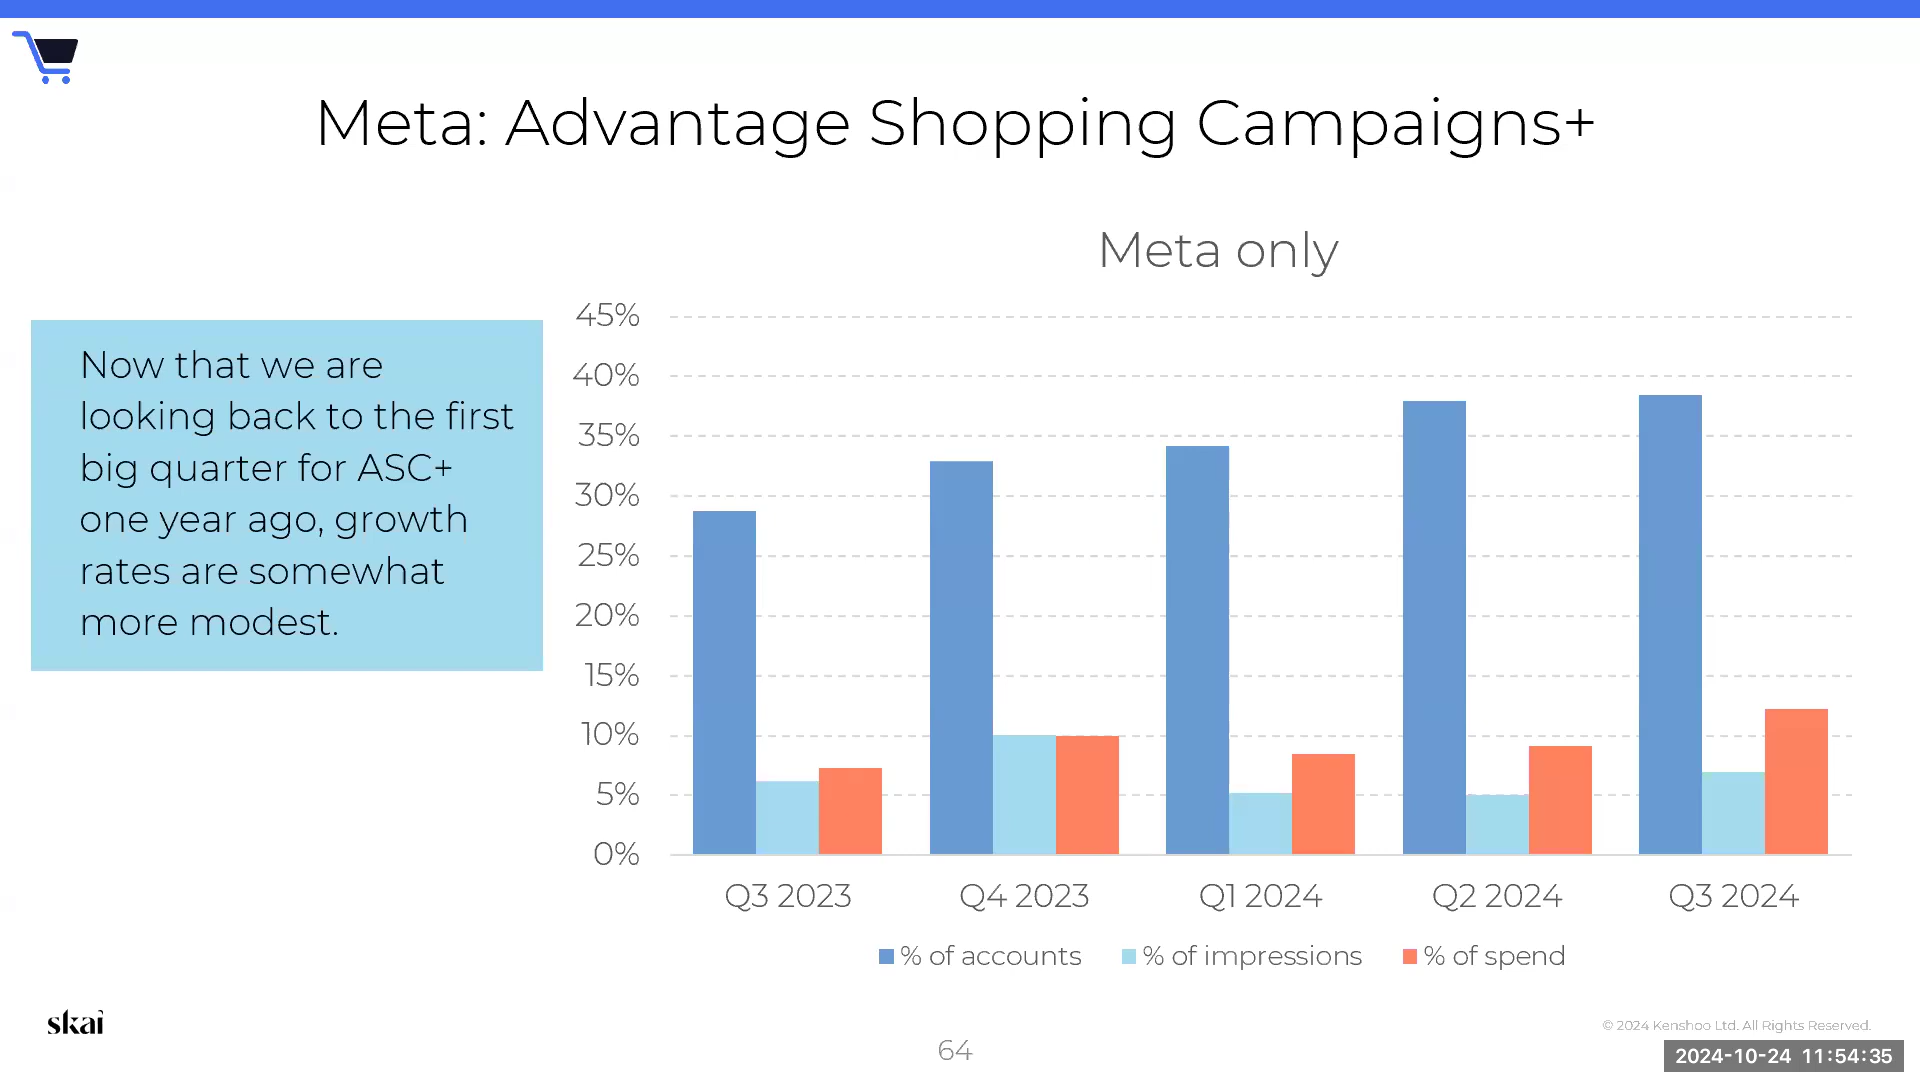 Meta: Advantage Shopping Campaigns+
Now that we are
looking back to the first
big quarter for ASC+
one year ago, growth
rates are somewhat
more modest.
Meta only
45%
40%
35%
30%
25%
20%
15%
10%
5%
0%
Q3 2023
Q4 2023
Q1 2024
Q2 2024
Q3 2024
% of accounts
% of impressions
% of spend
skai
64
© 2024 Kenshoo Ltd. All Rights Reserved.
2024-10-24 11:54:35